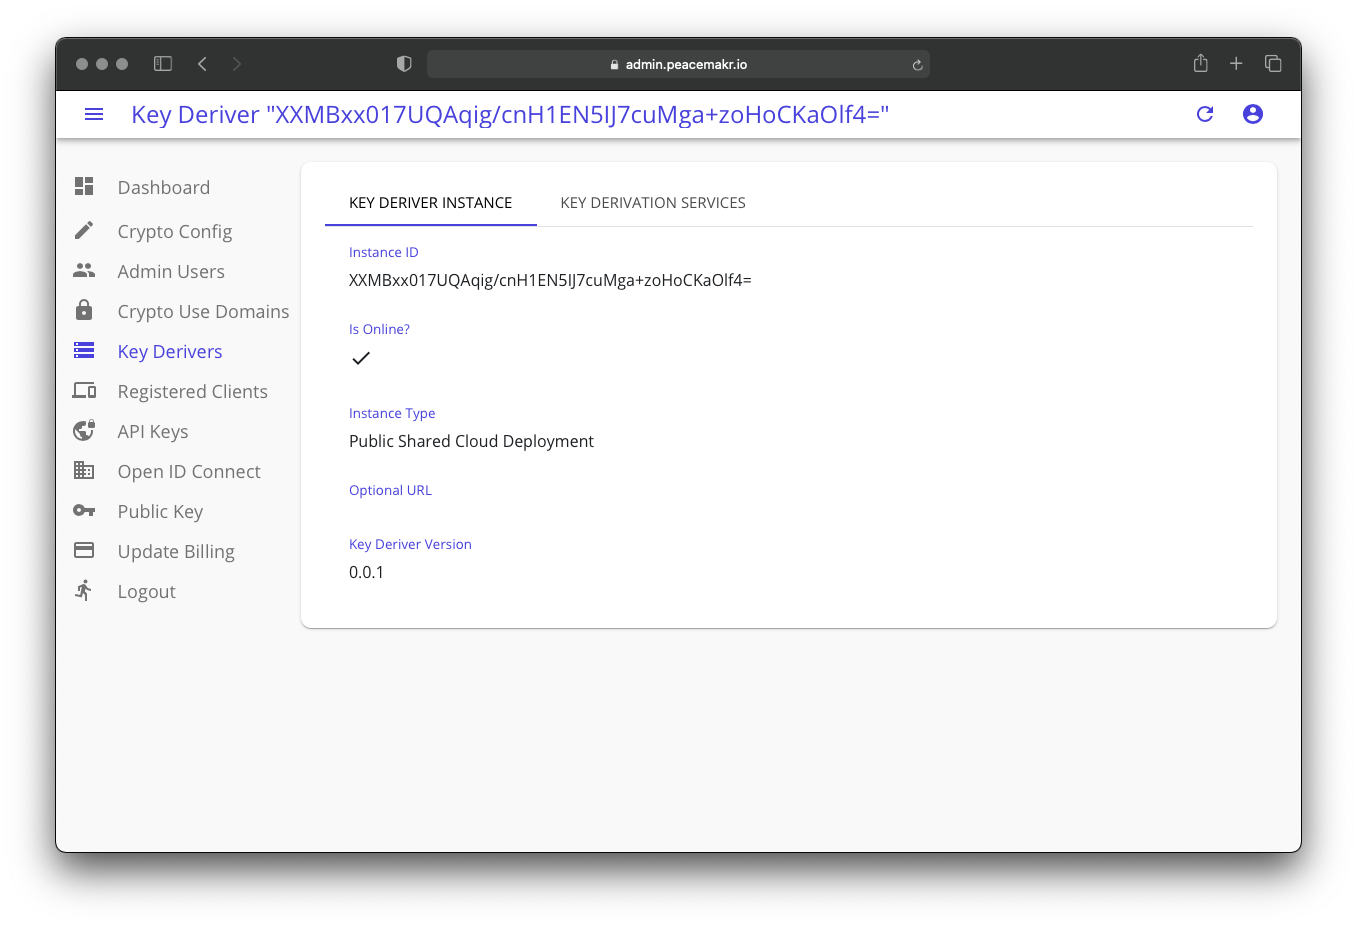 admin.peacemakr.io
Key Deriver "XXMBxx017UQAqig/cnH1EN5IJ7cuMga+zoHoCKaOlf4="
Dashboard
Crypto Config
Admin Users
Crypto Use Domains
Key Derivers
Registered Clients
API Keys
Open ID Connect
Public Key
Update Billing
Logout
KEY DERIVER INSTANCE KEY DERIVATION SERVICES
Instance ID
XXMBxx017UQAqig/cnH1EN5IJ7cuMga+zoHoCKaOlf4=
Is Online?
Instance Type
Public Shared Cloud Deployment
Optional URL
Key Deriver Version
0.0.1